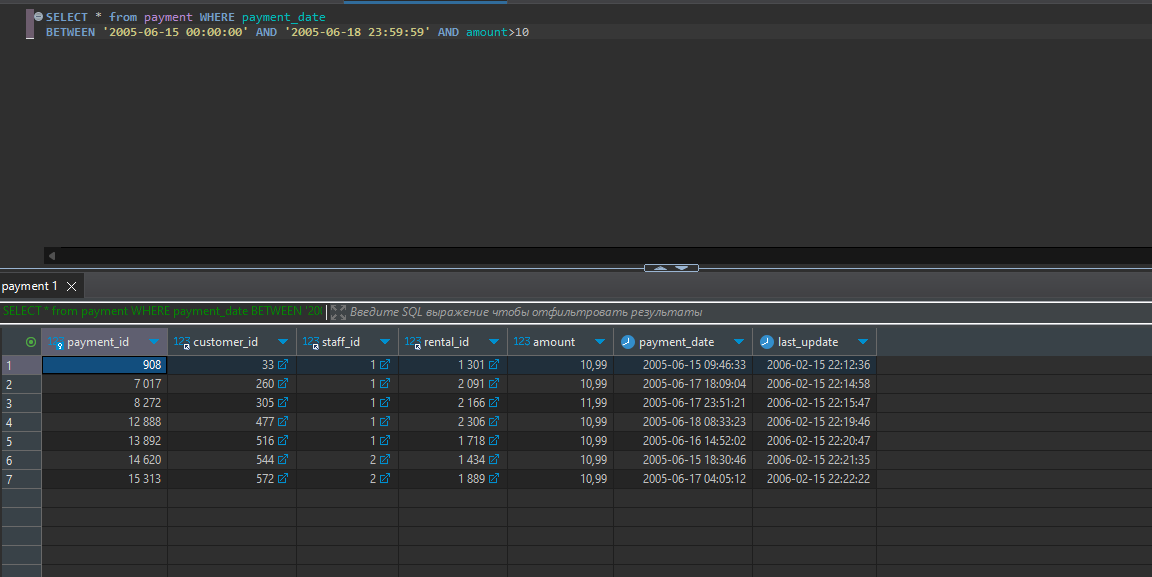 SELECT * from payment WHERE payment_date
BETWEEN '2005-06-15 00:00:00' AND '2005-06-18 23:59:59' AND amount>10
payment 1
SELECT * from payment WHERE payment_date BETWEEN '200 Введите SQL выражение чтобы отфильтровать результаты
payment_id 123 customer_id 123 staff_id 123 rental_id 123 amount payment_date last_update
1 908 33 1 1 301 10,99 2005-06-15 09:46:33 2006-02-15 22:12:36
2 7 017 260 1 2 091 10,99 2005-06-17 18:09:04 2006-02-15 22:14:58
3 8 272 305 1 2 166 11,99 2005-06-17 23:51:21 2006-02-15 22:15:47
4 12 888 477 1 2 306 10,99 2005-06-18 08:33:23 2006-02-15 22:19:46
5 13 892 516 1 1 718 10,99 2005-06-16 14:52:02 2006-02-15 22:20:47
6 14 620 544 2 1 434 10,99 2005-06-15 18:30:46 2006-02-15 22:21:35
7 15 313 572 2 1 889 10,99 2005-06-17 04:05:12 2006-02-15 22:22:22